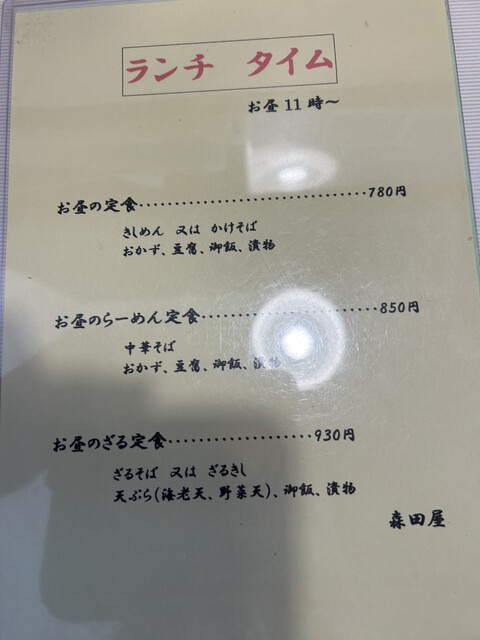 ランチ タイム
お昼11時～
お昼の定食……………………………780円
きしめん 又は かけそば
おかず、豆腐、御飯、漬物
お昼のらーめん定食……………………850円
中華そば
おかず、豆腐、御飯、漬物
お昼のざる定食…………………930円
ざるそば 又は ざるきし
天ぷら(海老天、野菜天)、御飯、漬物
森田屋